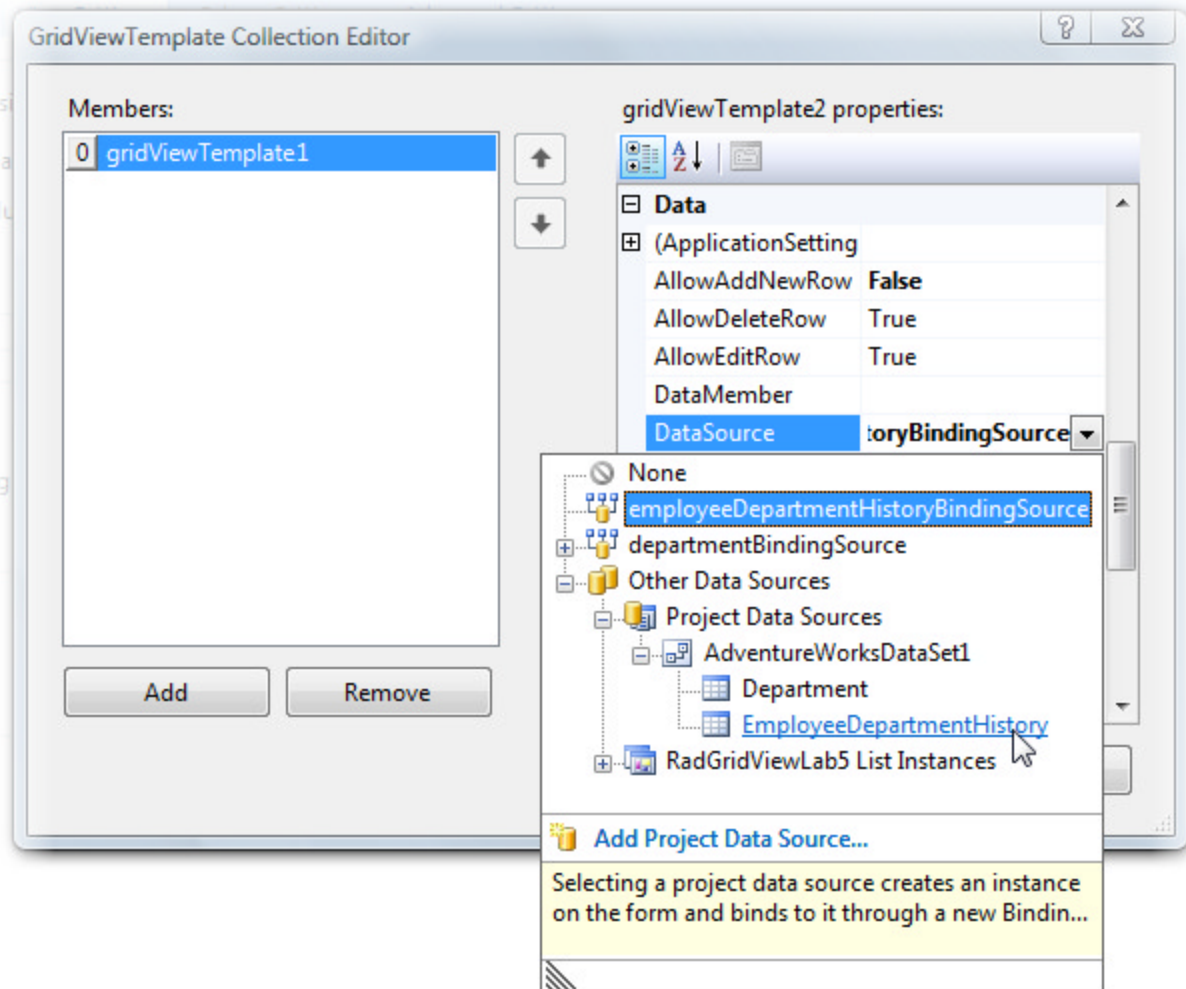 GridViewTemplate Collection Editor
Members:
0 gridViewTemplate1
Add
Remove
gridViewTemplate2 properties:
Data
(ApplicationSetting
AllowAddNewRow False
AllowDeleteRow True
AllowEditRow True
DataMember
DataSource toryBindingSource
None
employeeDepartmentHistoryBindingSource
departmentBindingSource
Other Data Sources
Project Data Sources
AdventureWorksDataSet1
Department
EmployeeDepartmentHistory
RadGridViewLab5 List Instances
Add Project Data Source...
Selecting a project data source creates an instance
on the form and binds to it through a new Bindin...